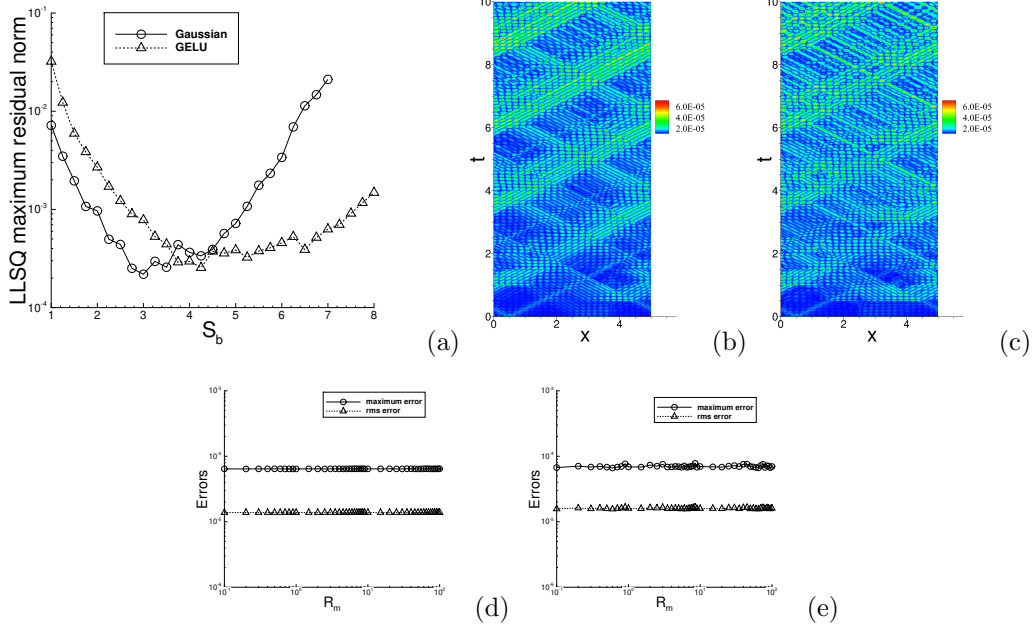 LLSQ maximum residual norm
10^-1
10^-2
10^-3
10^-4
Gaussian
GELU
1 2 3 4 5 6 7 8
S_b
(a)
t
10
8
6
4
2
0
0 2 4
x
6.0E-05
4.0E-05
2.0E-05
(b)
t
10
8
6
4
2
0
0 2 4
x
6.0E-05
4.0E-05
2.0E-05
(c)
Errors
10^-3
10^-4
10^-5
10^-6
maximum error
rms error
10^-1 10^0 10^1 10^2
R_m
(d)
Errors
10^-3
10^-4
10^-5
10^-6
maximum error
rms error
10^-1 10^0 10^1 10^2
R_m
(e)